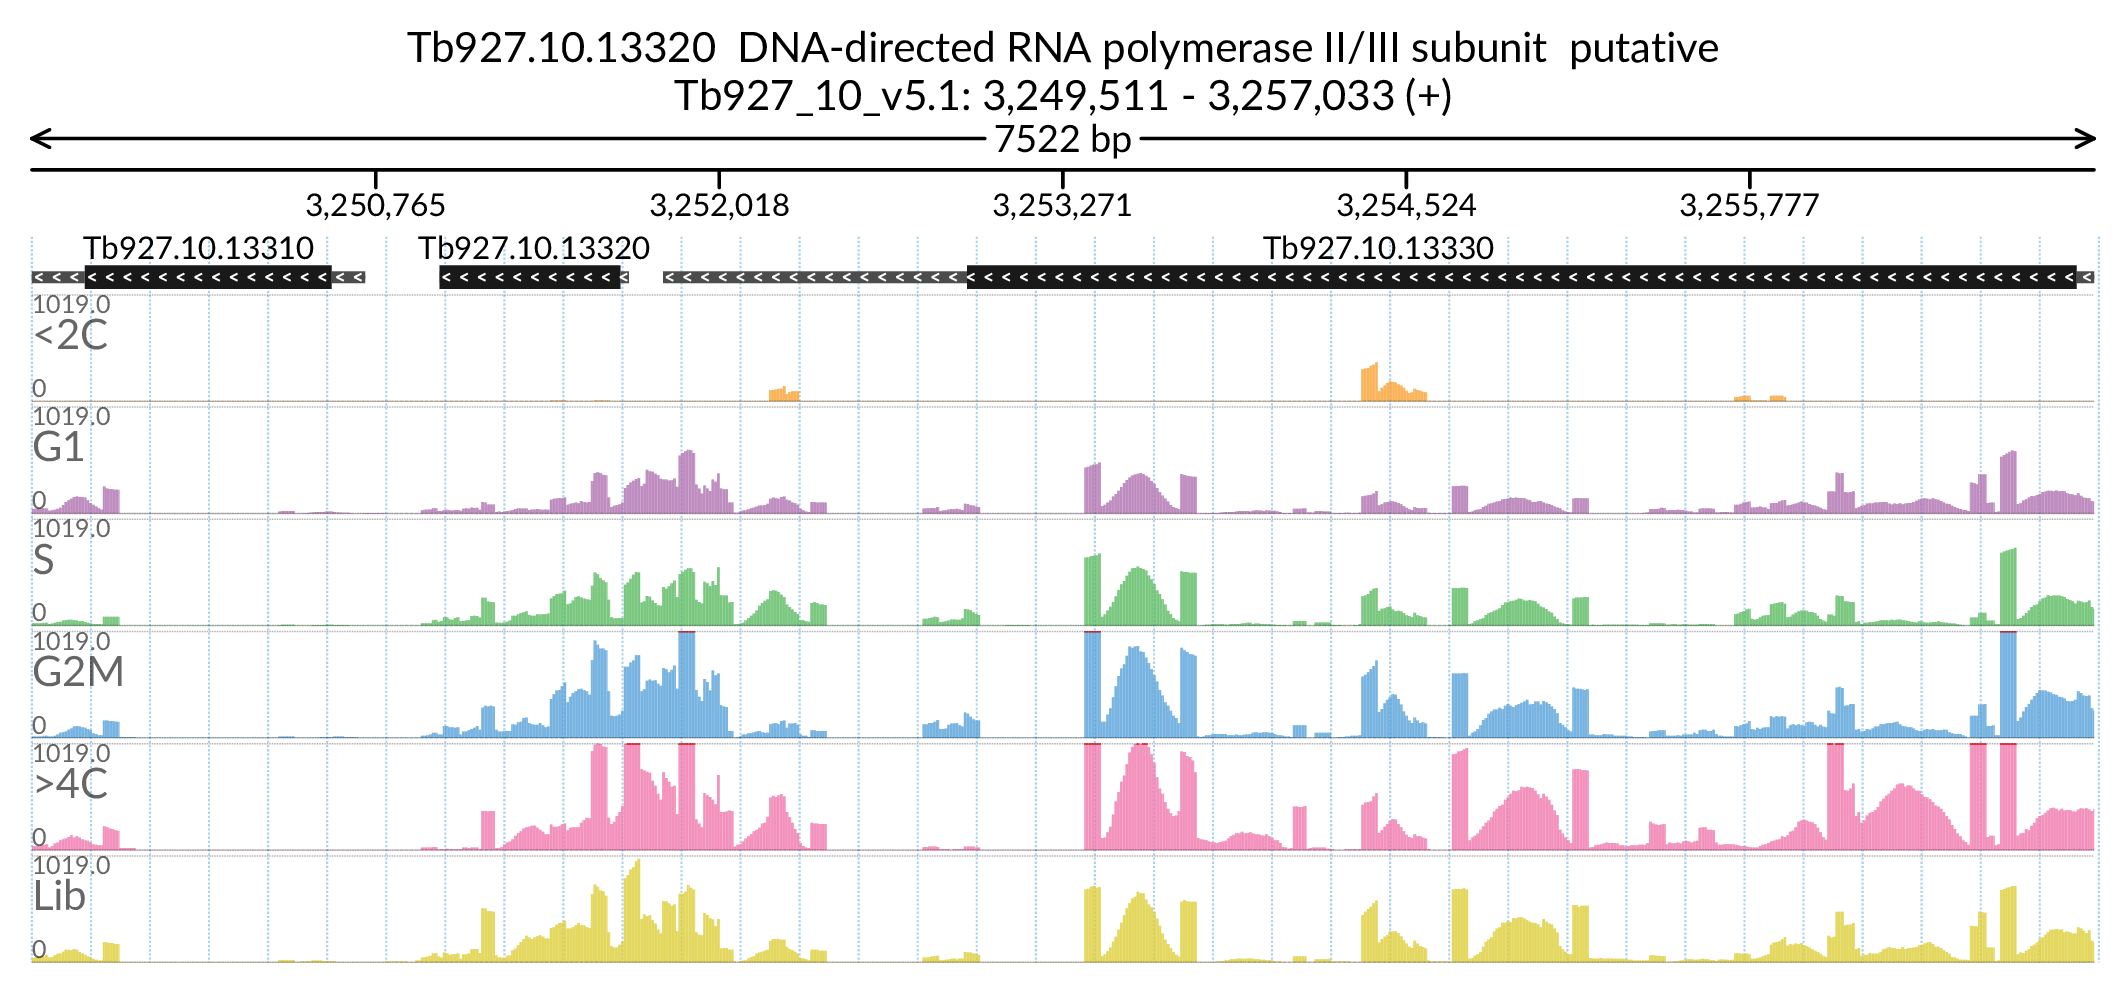 Tb927.10.13320  DNA-directed RNA polymerase II/III subunit  putative
Tb927_10_v5.1: 3,249,511 - 3,257,033 (+)
7522 bp
3,250,765 3,252,018 3,253,271 3,254,524 3,255,777
Tb927.10.13310 Tb927.10.13320 Tb927.10.13330
1019.0
<2C
0
1019.0
G1
0
1019.0
S
0
1019.0
G2M
0
1019.0
>4C
0
1019.0
Lib
0